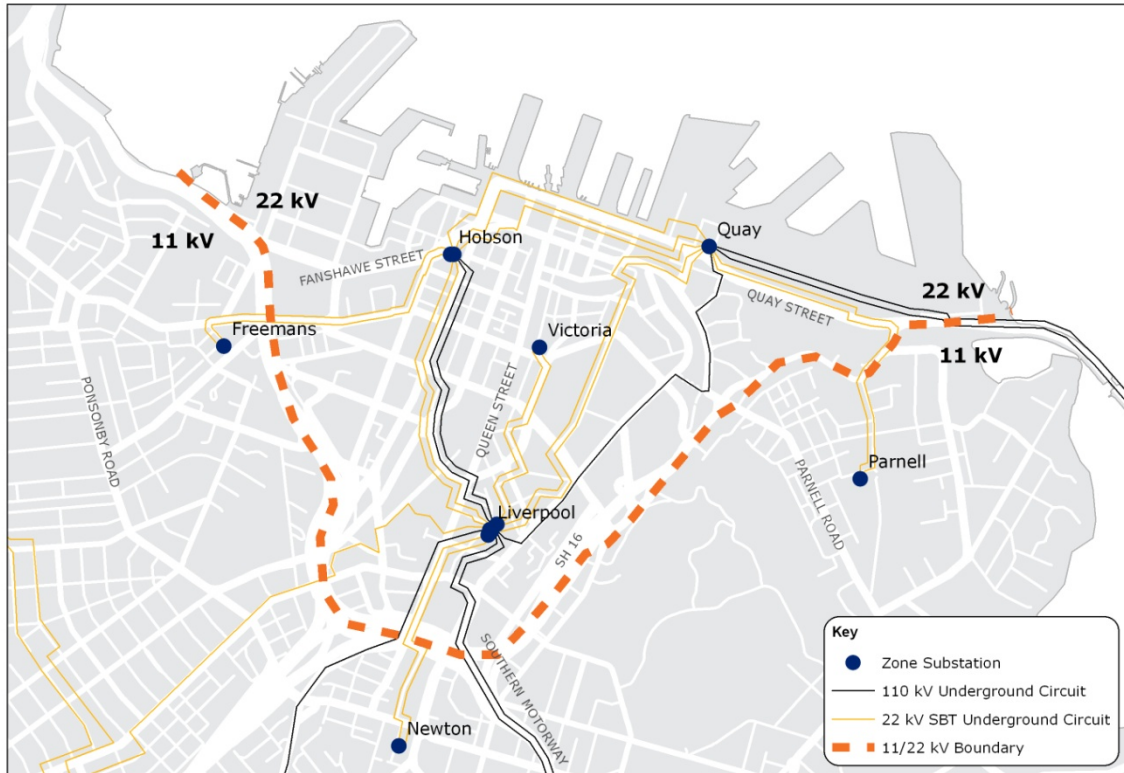 22 kV
11 kV
Hobson
Quay
FANSHAWE STREET
QUAY STREET
22 kV
11 kV
Freemans
Victoria
PONSONBY ROAD
QUEEN STREET
Parnell
PARNELL ROAD
Liverpool
SH 16
SOUTHERN MOTORWAY
Newton
Key
Zone Substation
110 kV Underground Circuit
22 kV SBT Underground Circuit
11/22 kV Boundary